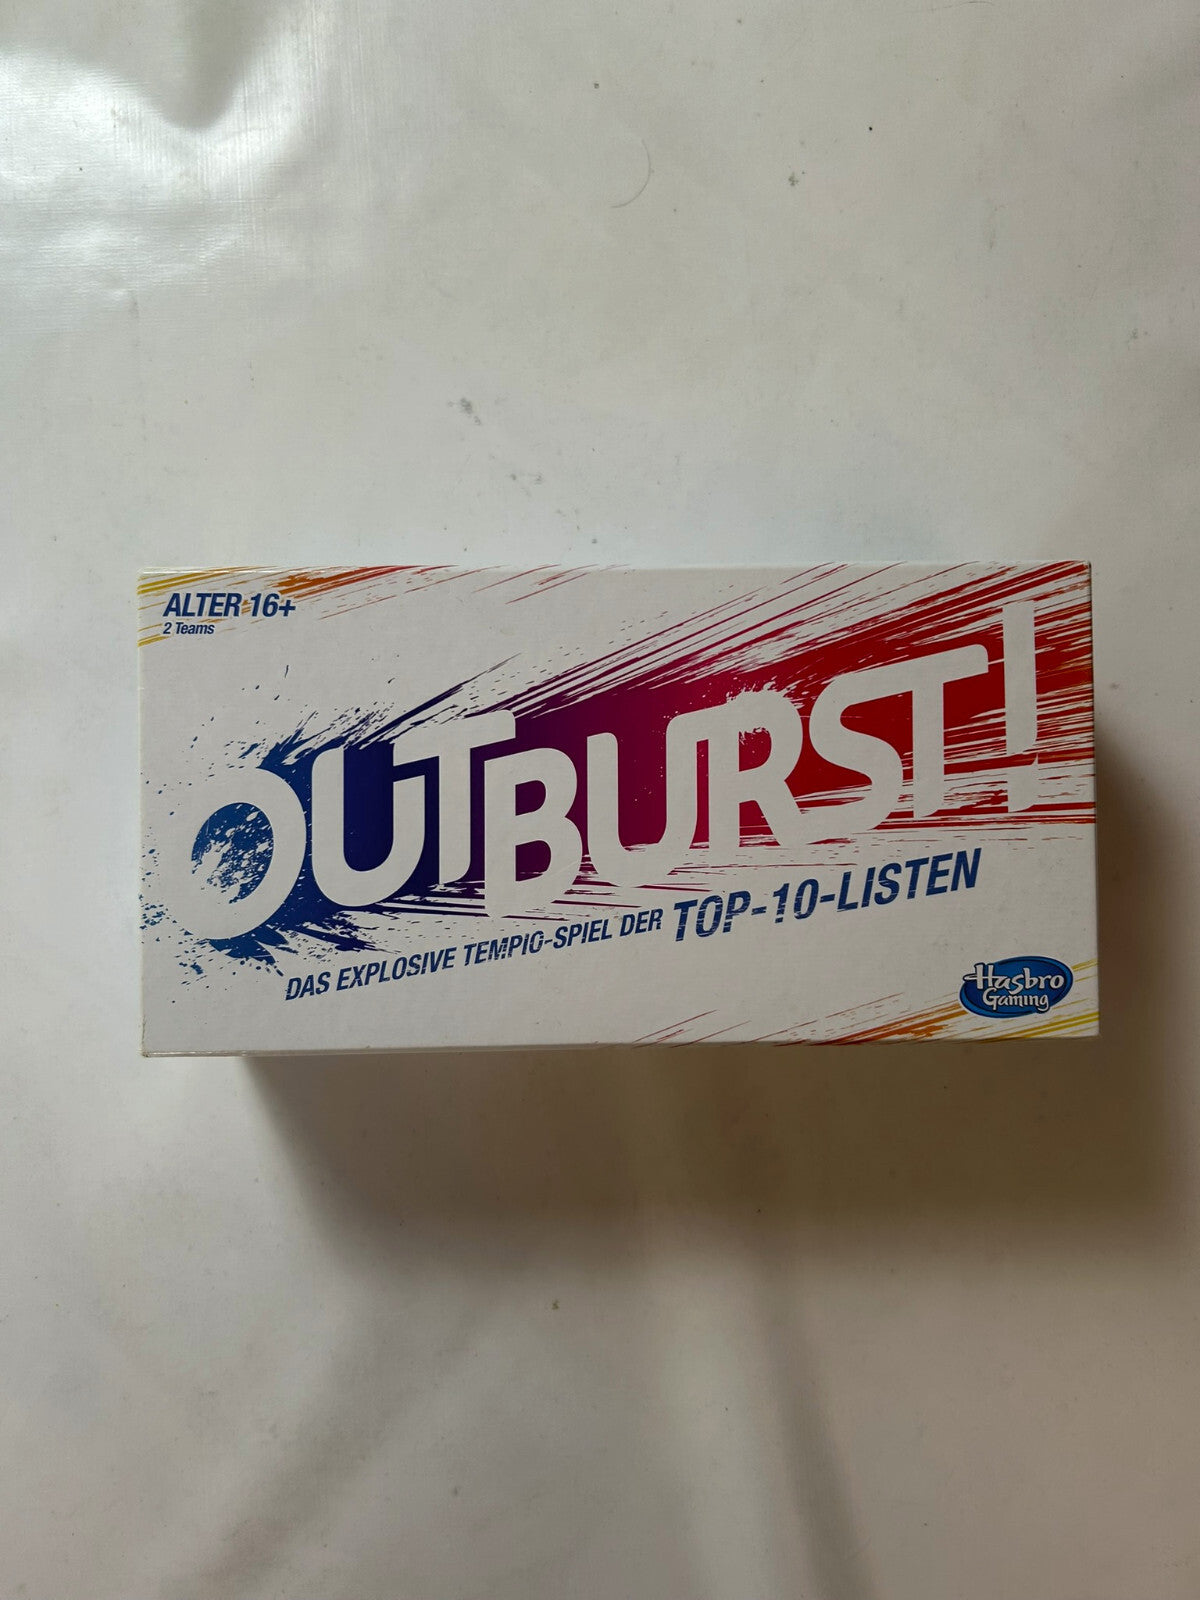 ALTER 16+
2 Teams
OUTBURST!
DAS EXPLOSIVE TEMPIO-SPIEL DER TOP-10-LISTEN
Hasbro
Gaming